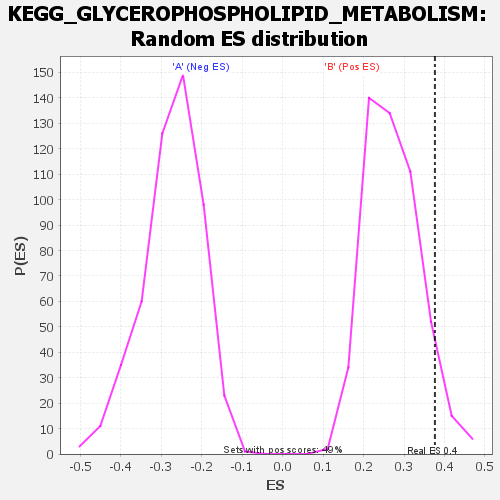 KEGG_GLYCEROPHOSPHOLIPID_METABOLISM:
Random ES distribution
'A' (Neg ES) 'B' (Pos ES)
150
140
130
120
110
100
90
80
70
60
50
40
30
20
10
0
P(ES)
Sets with pos scores: 49%
Real ES 0.4
-0.5 -0.4 -0.3 -0.2 -0.1 0.0 0.1 0.2 0.3 0.4 0.5
ES